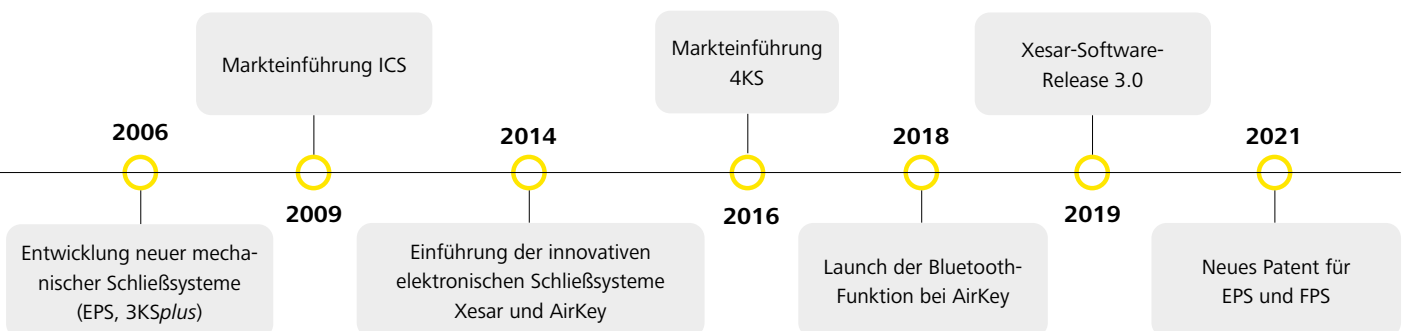 2006
Entwicklung neuer mecha-
nischer Schließsysteme
(EPS, 3KSplus)
Markteinführung ICS
2009
2014
Einführung der innovativen
elektronischen Schließsysteme
Xesar und AirKey
Markteinführung
4KS
2016
2018
Launch der Bluetooth-
Funktion bei AirKey
Xesar-Software-
Release 3.0
2019
2021
Neues Patent für
EPS und FPS